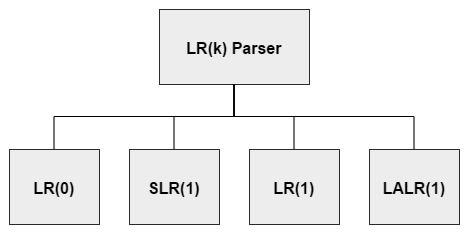 LR(k) Parser
LR(0)
SLR(1)
LR(1)
LALR(1)